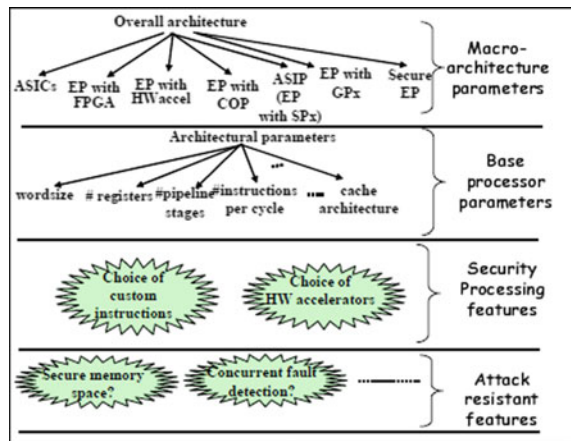 Overall architecture
ASICs
EP with
FPGA
EP with
HWaccel
EP with
COP
ASIP
(EP
with SPx)
EP with
GPx
Secure
EP
Macro-
architecture
parameters
Architectural parameters
...
wordsize
# registers
#pipeline
stages
#instructions
per cycle
....
cache
architecture
Base
processor
parameters
Choice of
custom
instructions
Choice of
HW accelerators
Security
Processing
features
Secure memory
space?
Concurrent fault
detection?
Attack
resistant
features